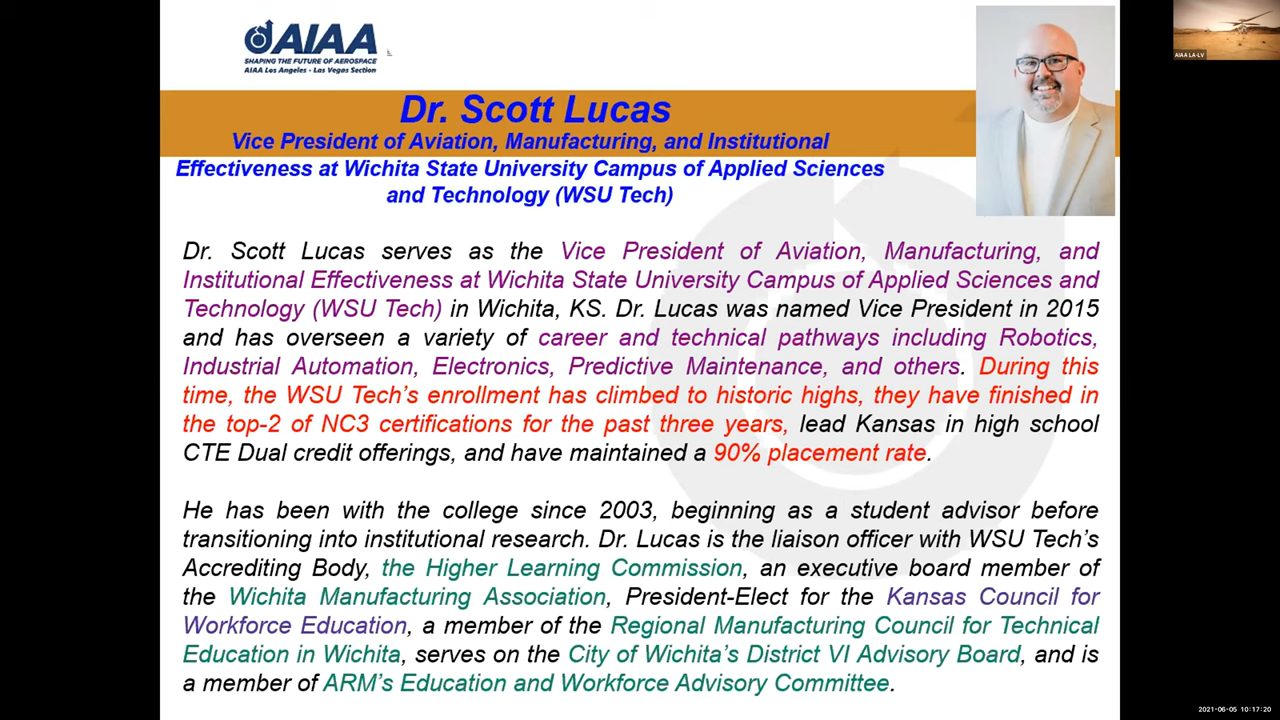 AIAA
SHAPING THE FUTURE OF AEROSPACE
AIAA Los Angeles - Las Vegas Section
AIAA LA-LV
Dr. Scott Lucas
Vice President of Aviation, Manufacturing, and Institutional
Effectiveness at Wichita State University Campus of Applied Sciences
and Technology (WSU Tech)
Dr. Scott Lucas serves as the Vice President of Aviation, Manufacturing, and
Institutional Effectiveness at Wichita State University Campus of Applied Sciences and
Technology (WSU Tech) in Wichita, KS. Dr. Lucas was named Vice President in 2015
and has overseen a variety of career and technical pathways including Robotics,
Industrial Automation, Electronics, Predictive Maintenance, and others. During this
time, the WSU Tech’s enrollment has climbed to historic highs, they have finished in
the top-2 of NC3 certifications for the past three years, lead Kansas in high school
CTE Dual credit offerings, and have maintained a 90% placement rate.
He has been with the college since 2003, beginning as a student advisor before
transitioning into institutional research. Dr. Lucas is the liaison officer with WSU Tech’s
Accrediting Body, the Higher Learning Commission, an executive board member of
the Wichita Manufacturing Association, President-Elect for the Kansas Council for
Workforce Education, a member of the Regional Manufacturing Council for Technical
Education in Wichita, serves on the City of Wichita’s District VI Advisory Board, and is
a member of ARM’s Education and Workforce Advisory Committee.
2021-06-05 10:17:20